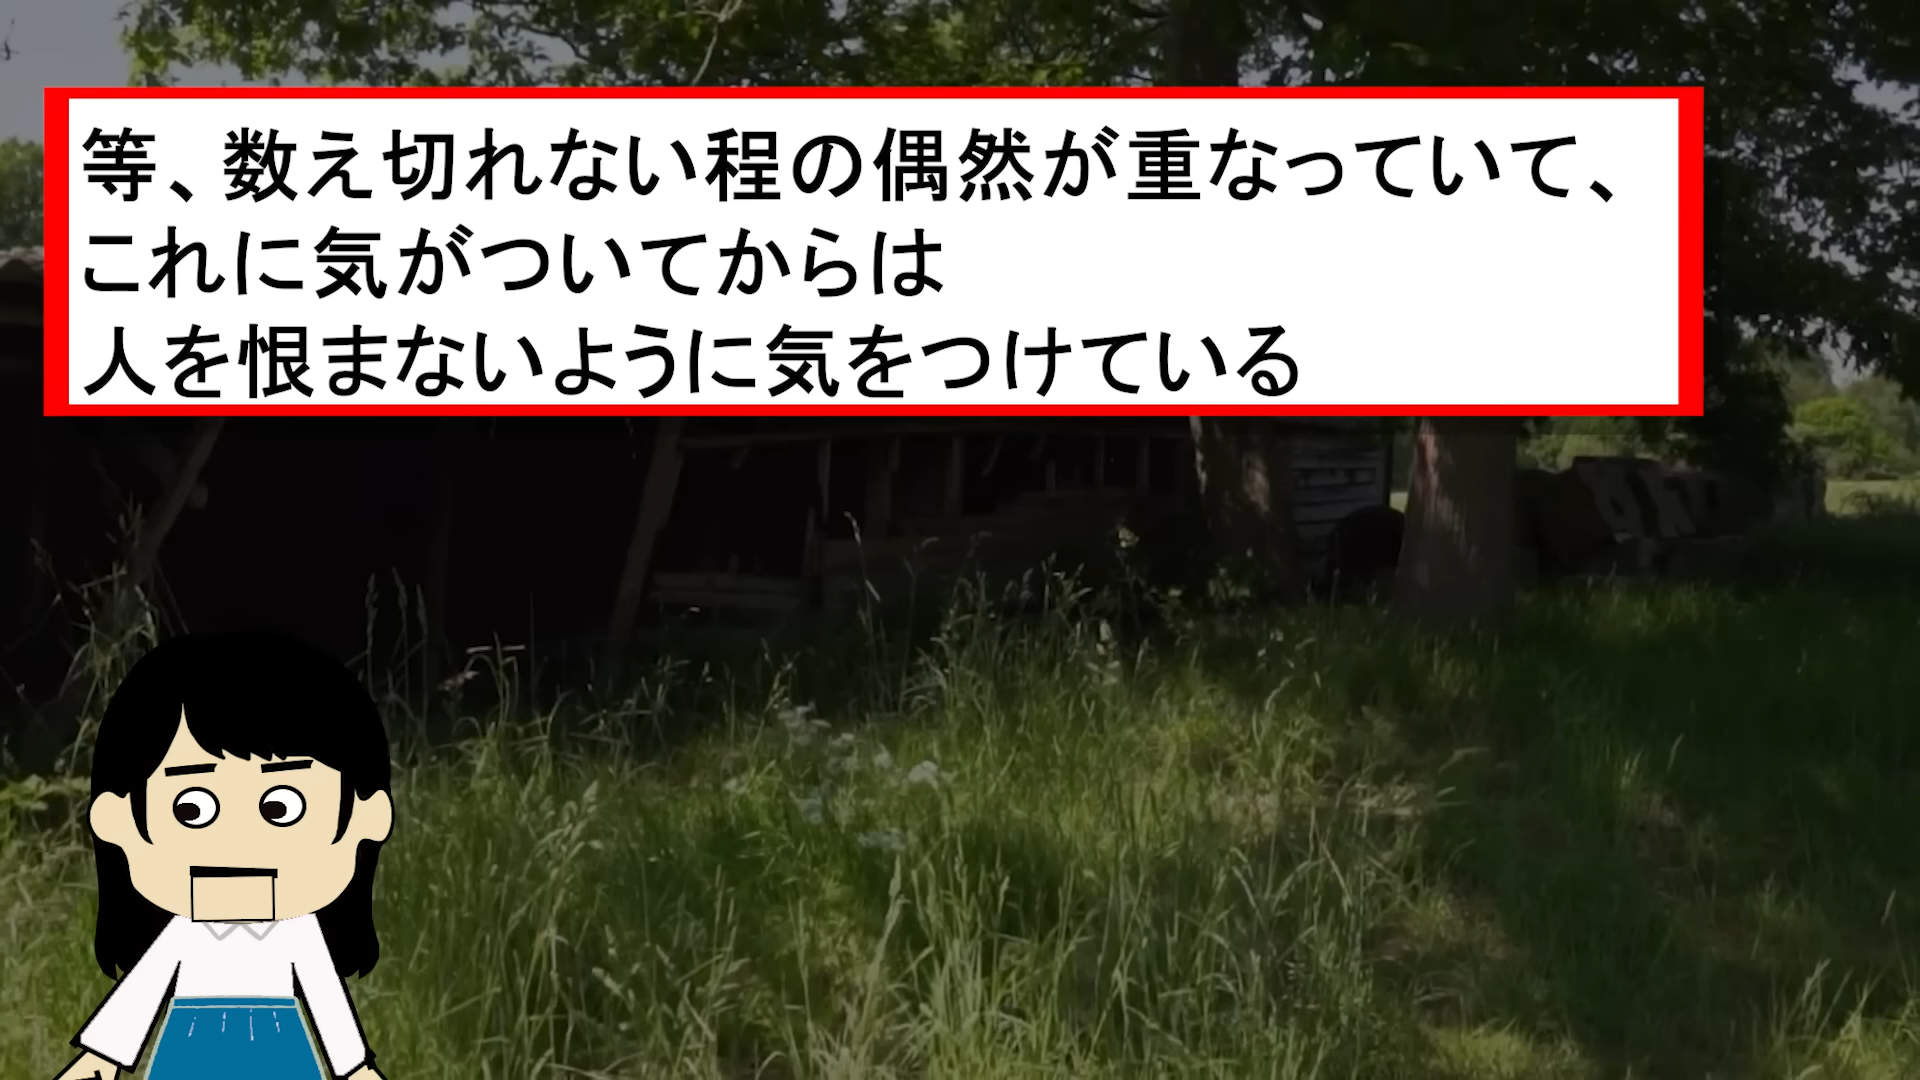 等、数え切れない程の偶然が重なっていて、
これに気がついてからは
人を恨まないように気をつけている